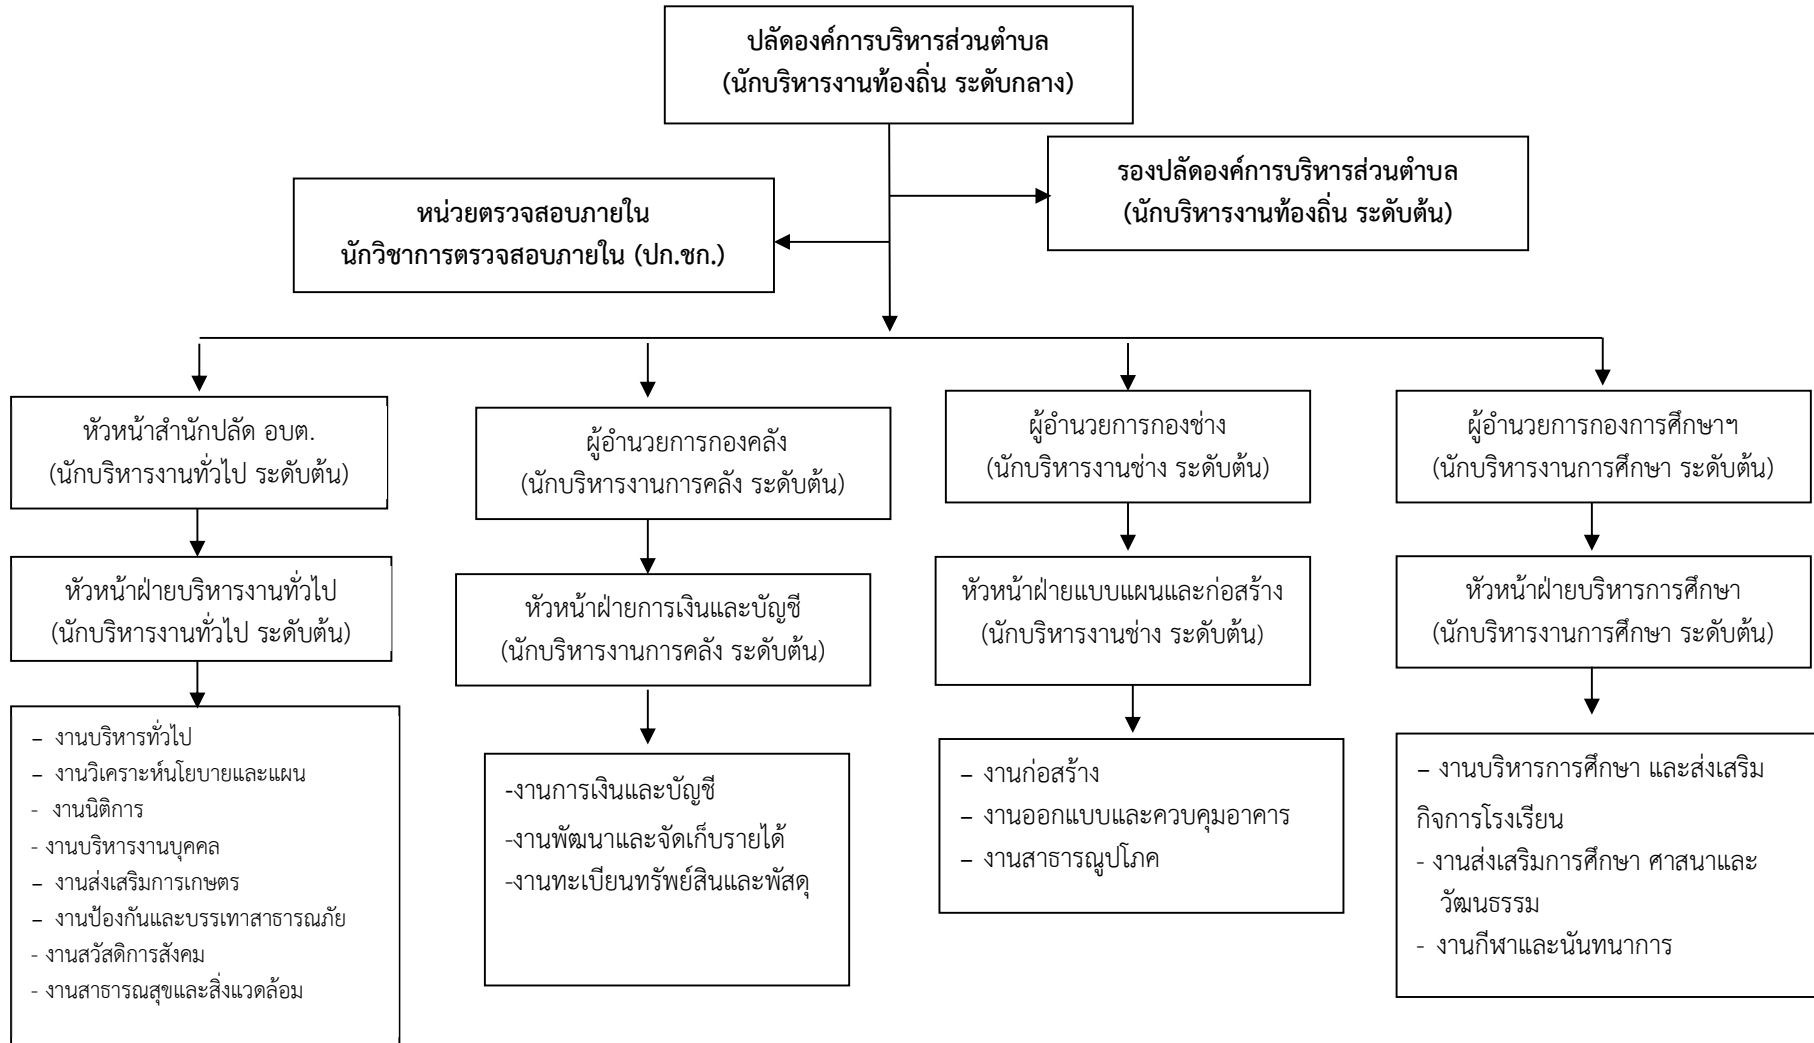 ปลัดองค์การบริหารส่วนตำบล
(นักบริหารงานท้องถิ่น ระดับกลาง)
รองปลัดองค์การบริหารส่วนตำบล
(นักบริหารงานท้องถิ่น ระดับต้น)
หน่วยตรวจสอบภายใน
นักวิชาการตรวจสอบภายใน (ปก.ชก.)
หัวหน้าสำนักปลัด อบต.
(นักบริหารงานทั่วไป ระดับต้น)
ผู้อำนวยการกองคลัง
(นักบริหารงานการคลัง ระดับต้น)
ผู้อำนวยการกองช่าง
(นักบริหารงานช่าง ระดับต้น)
ผู้อำนวยการกองการศึกษาฯ
(นักบริหารงานการศึกษา ระดับต้น)
หัวหน้าฝ่ายบริหารงานทั่วไป
(นักบริหารงานทั่วไป ระดับต้น)
หัวหน้าฝ่ายการเงินและบัญชี
(นักบริหารงานการคลัง ระดับต้น)
หัวหน้าฝ่ายแบบแผนและก่อสร้าง
(นักบริหารงานช่าง ระดับต้น)
หัวหน้าฝ่ายบริหารการศึกษา
(นักบริหารงานการศึกษา ระดับต้น)
– งานบริหารทั่วไป
– งานวิเคราะห์นโยบายและแผน
- งานนิติการ
- งานบริหารงานบุคคล
– งานส่งเสริมการเกษตร
– งานป้องกันและบรรเทาสาธารณภัย
- งานสวัสดิการสังคม
- งานสาธารณสุขและสิ่งแวดล้อม
-งานการเงินและบัญชี
-งานพัฒนาและจัดเก็บรายได้
-งานทะเบียนทรัพย์สินและพัสดุ
– งานก่อสร้าง
– งานออกแบบและควบคุมอาคาร
– งานสาธารณูปโภค
– งานบริหารการศึกษา และส่งเสริม
กิจการโรงเรียน
- งานส่งเสริมการศึกษา ศาสนาและ
วัฒนธรรม
- งานกีฬาและนันทนาการ